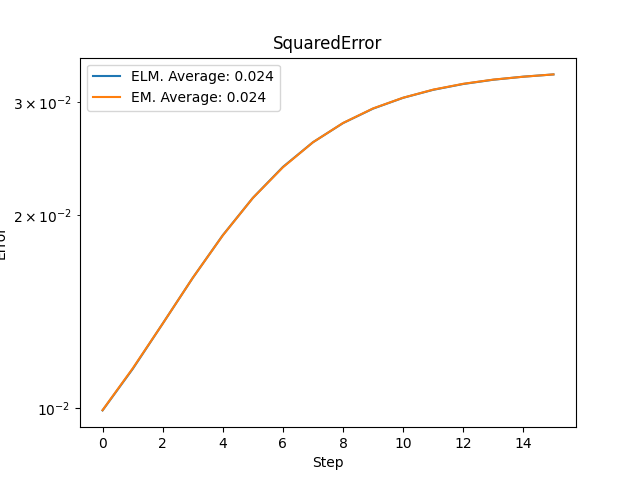 SquaredError
ELM. Average: 0.024
EM. Average: 0.024
Error
3 × 10⁻²
2 × 10⁻²
10⁻²
0 2 4 6 8 10 12 14
Step